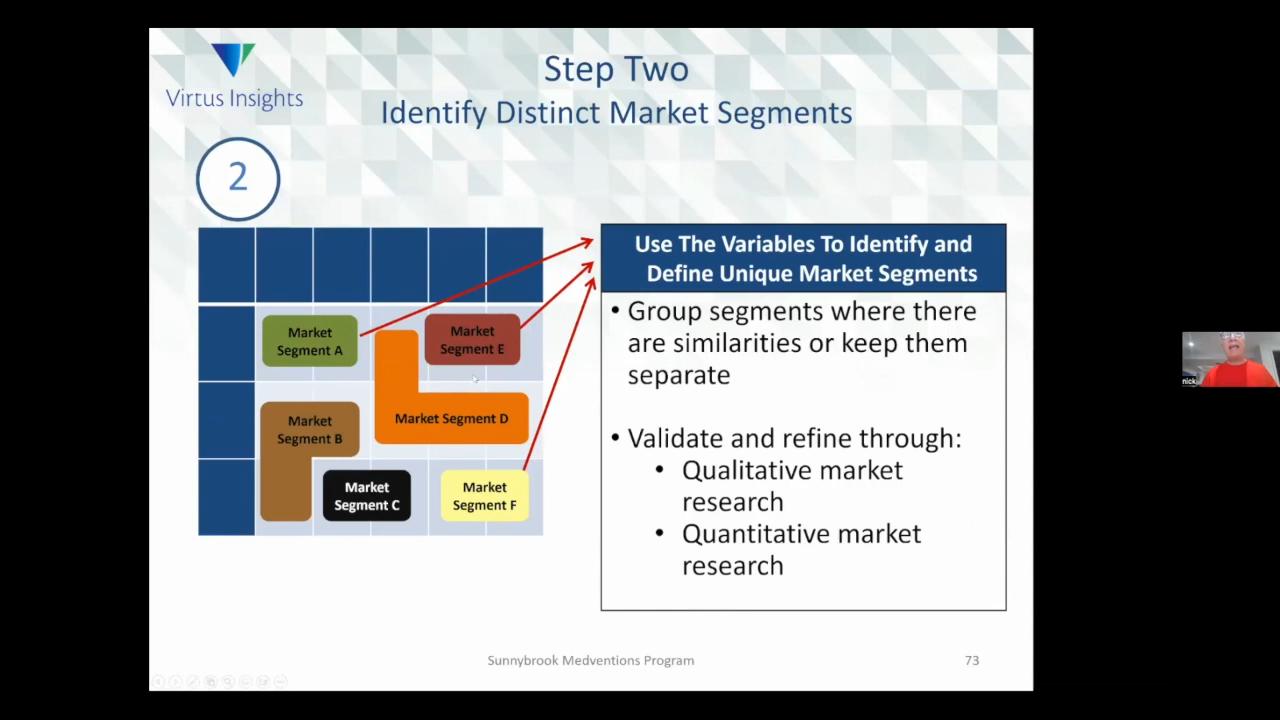 Virtus Insights
Step Two
Identify Distinct Market Segments
2
Market
Segment A
Market
Segment E
Market
Segment B
Market Segment D
Market
Segment C
Market
Segment F
Use The Variables To Identify and
Define Unique Market Segments
• Group segments where there
are similarities or keep them
separate
• Validate and refine through:
• Qualitative market
research
• Quantitative market
research
Sunnybrook Medventions Program
73
nick